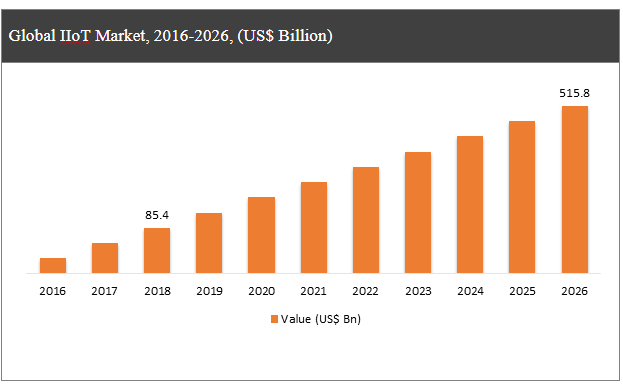 Global IIoT Market, 2016-2026, (US$ Billion)
515.8
85.4
2016 2017 2018 2019 2020 2021 2022 2023 2024 2025 2026
Value (US$ Bn)